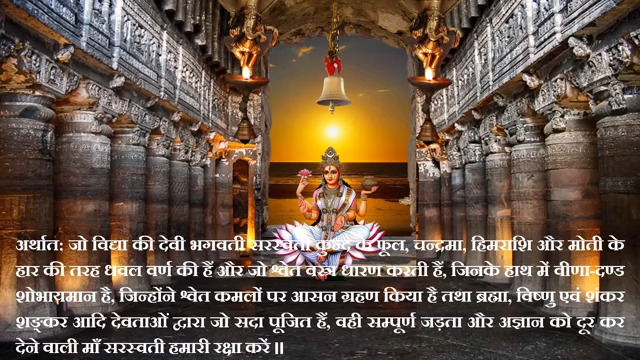 अर्थात: जो विद्या की देवी भगवती सरस्वती कुन्द के फूल, चन्द्रमा, हिमराशि और मोती के
हार की तरह धवल वर्ण की हैं और जो श्वेत वस्त्र धारण करती हैं, जिनके हाथ में वीणा-दण्ड
शोभायमान है, जिन्होंने श्वेत कमलों पर आसन ग्रहण किया है तथा ब्रह्मा, विष्णु एवं शंकर
शङ्कर आदि देवताओं द्वारा जो सदा पूजित हैं, वही सम्पूर्ण जड़ता और अज्ञान को दूर कर
देने वाली माँ सरस्वती हमारी रक्षा करें॥